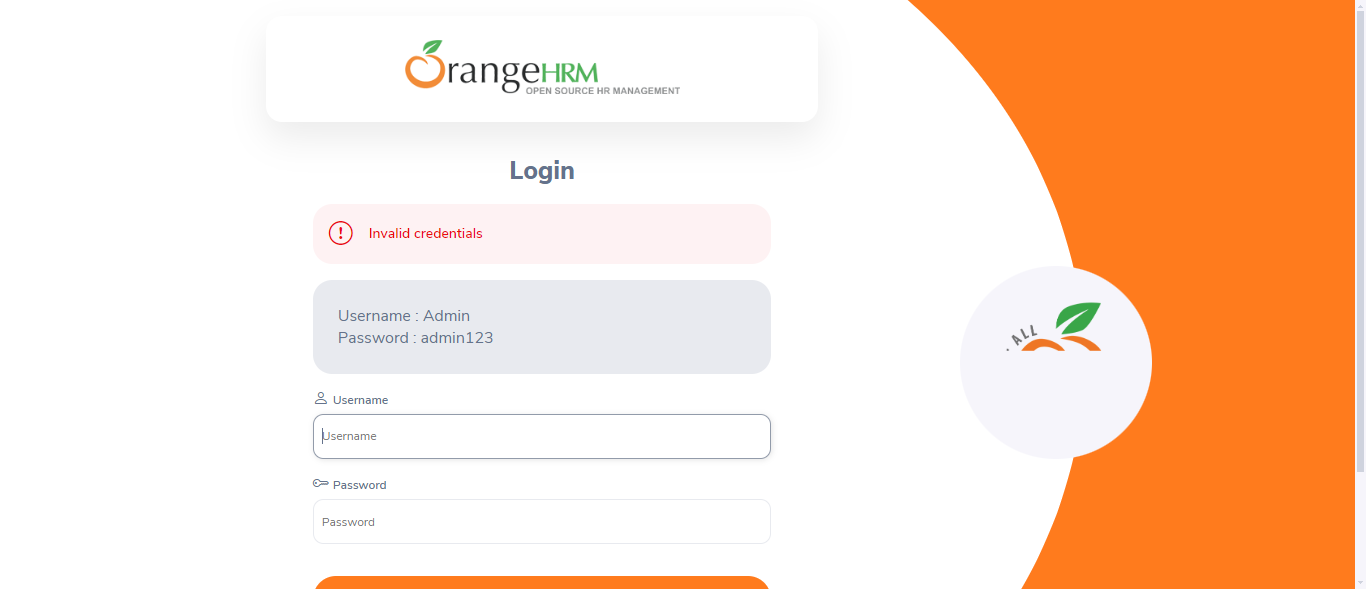 OrangeHRM
OPEN SOURCE HR MANAGEMENT
Login
Invalid credentials
Username : Admin
Password : admin123
Username
Username
Password
Password
· ALL